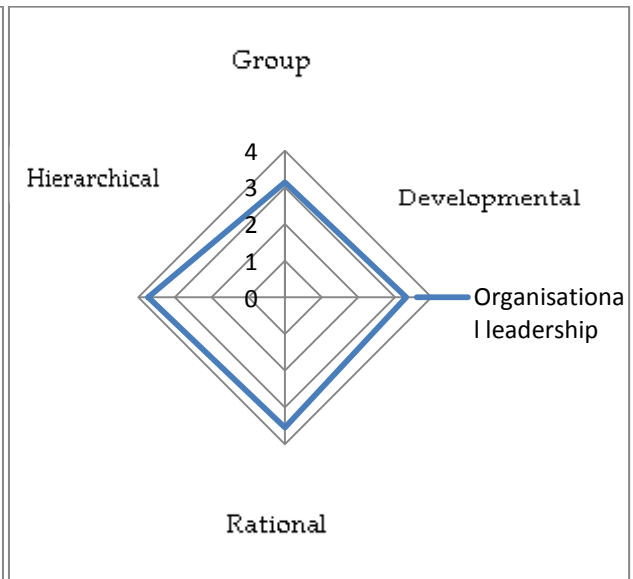 Group
4
Hierarchical
3
Developmental
2
1
0
Organisationa
l leadership
Rational